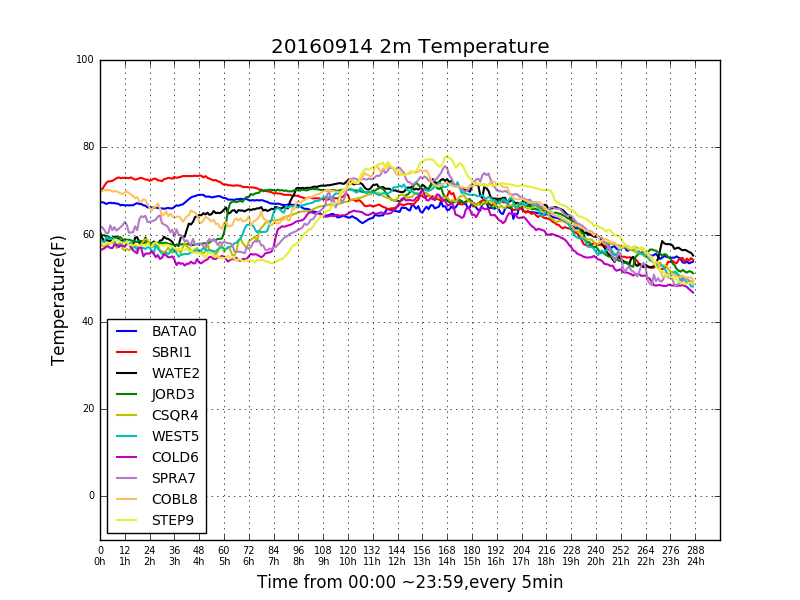 20160914 2m Temperature
100
80
60
40
20
0
Temperature(F)
BATA0
SBRI1
WATE2
JORD3
CSQR4
WEST5
COLD6
SPRA7
COBL8
STEP9
0 12 24 36 48 60 72 84 96 108 120 132 144 156 168 180 192 204 216 228 240 252 264 276 288
0h 1h 2h 3h 4h 5h 6h 7h 8h 9h 10h 11h 12h 13h 14h 15h 16h 17h 18h 19h 20h 21h 22h 23h 24h
Time from 00:00 ~23:59,every 5min